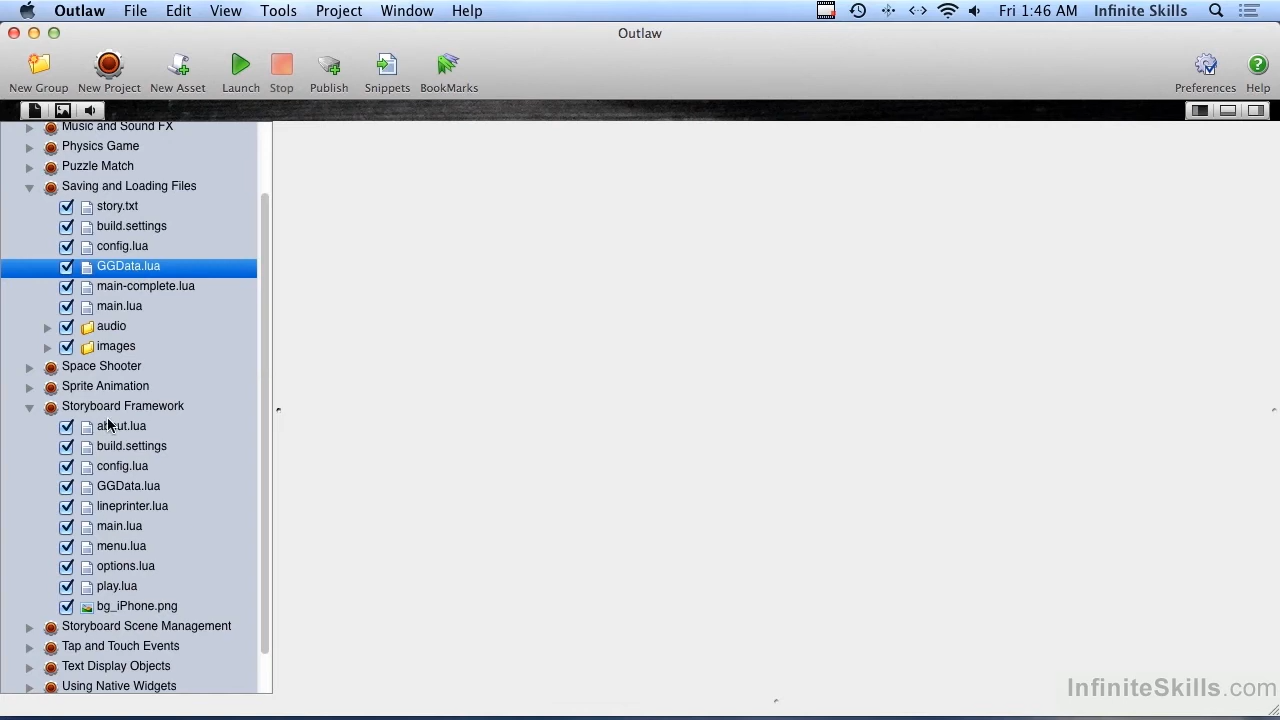 Outlaw File Edit View Tools Project Window Help Fri 1:46 AM Infinite Skills
Outlaw
New Group New Project New Asset Launch Stop Publish Snippets BookMarks Preferences Help
Music and Sound FX
Physics Game
Puzzle Match
Saving and Loading Files
story.txt
build.settings
config.lua
GGData.lua
main-complete.lua
main.lua
audio
images
Space Shooter
Sprite Animation
Storyboard Framework
about.lua
build.settings
config.lua
GGData.lua
lineprinter.lua
main.lua
menu.lua
options.lua
play.lua
bg_iPhone.png
Storyboard Scene Management
Tap and Touch Events
Text Display Objects
Using Native Widgets
InfiniteSkills.com